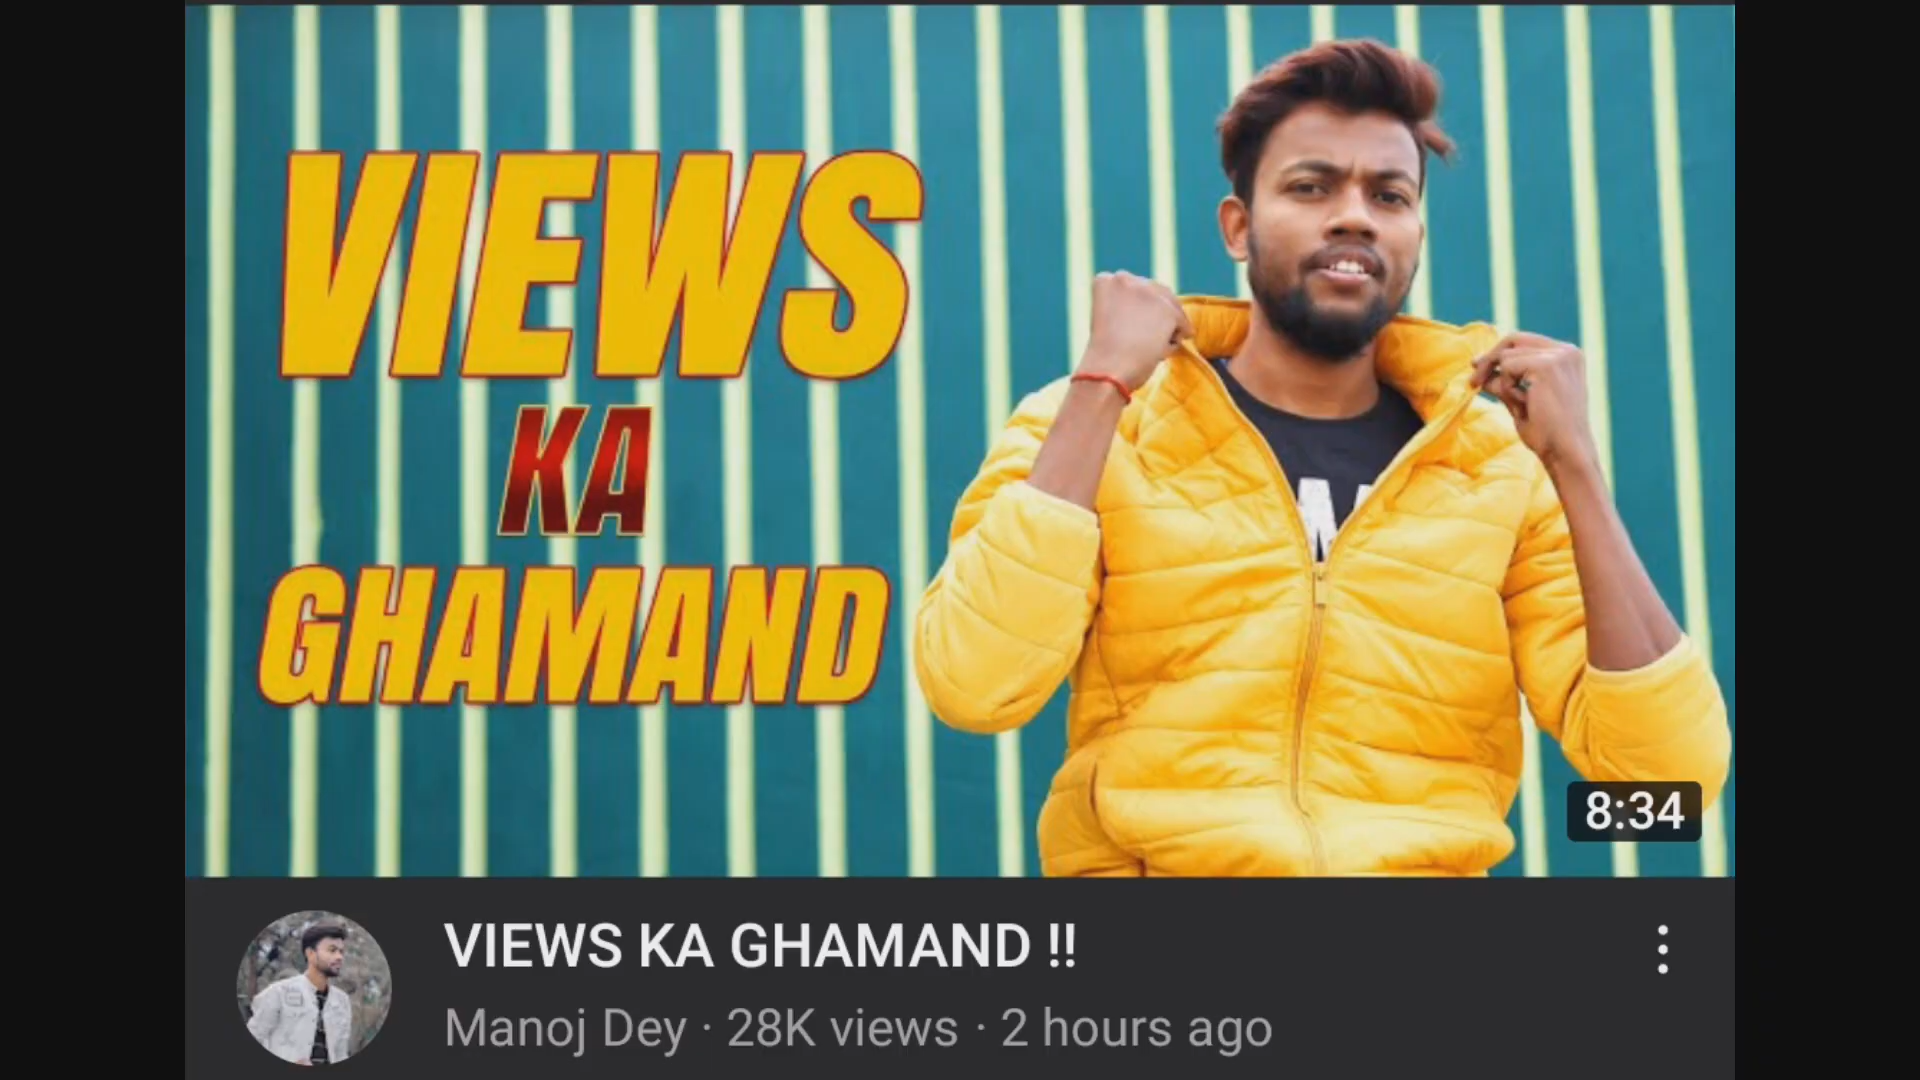 VIEWS
KA
GHAMAND
8:34
VIEWS KA GHAMAND !!
Manoj Dey · 28K views · 2 hours ago